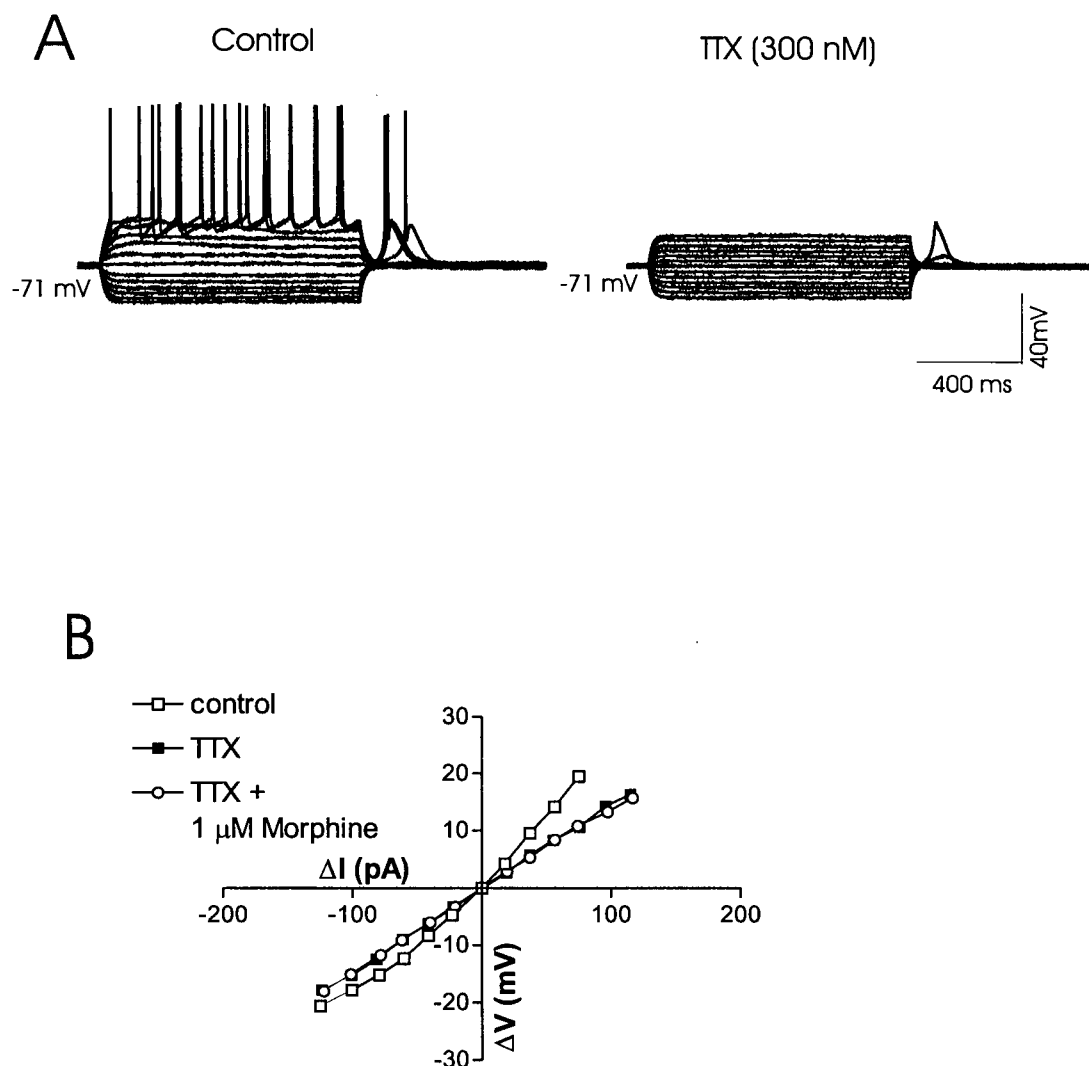 A
Control
TTX (300 nM)
-71 mV
-71 mV
40mV
400 ms
B
control
TTX
TTX +
1 μM Morphine
ΔI (pA)
ΔV (mV)
30
20
10
-200
-100
100
200
-10
-20
-30